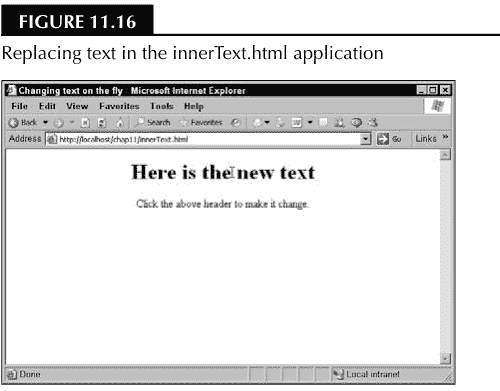 FIGURE 11.16
Replacing text in the innerText.html application
Changing text on the fly - Microsoft Internet Explorer
File Edit View Favorites Tools Help
Back Search Favorites
Address http://localhost/chap11/innerText.html Go Links »
Here is the new text
Click the above header to make it change.
Done Local intranet